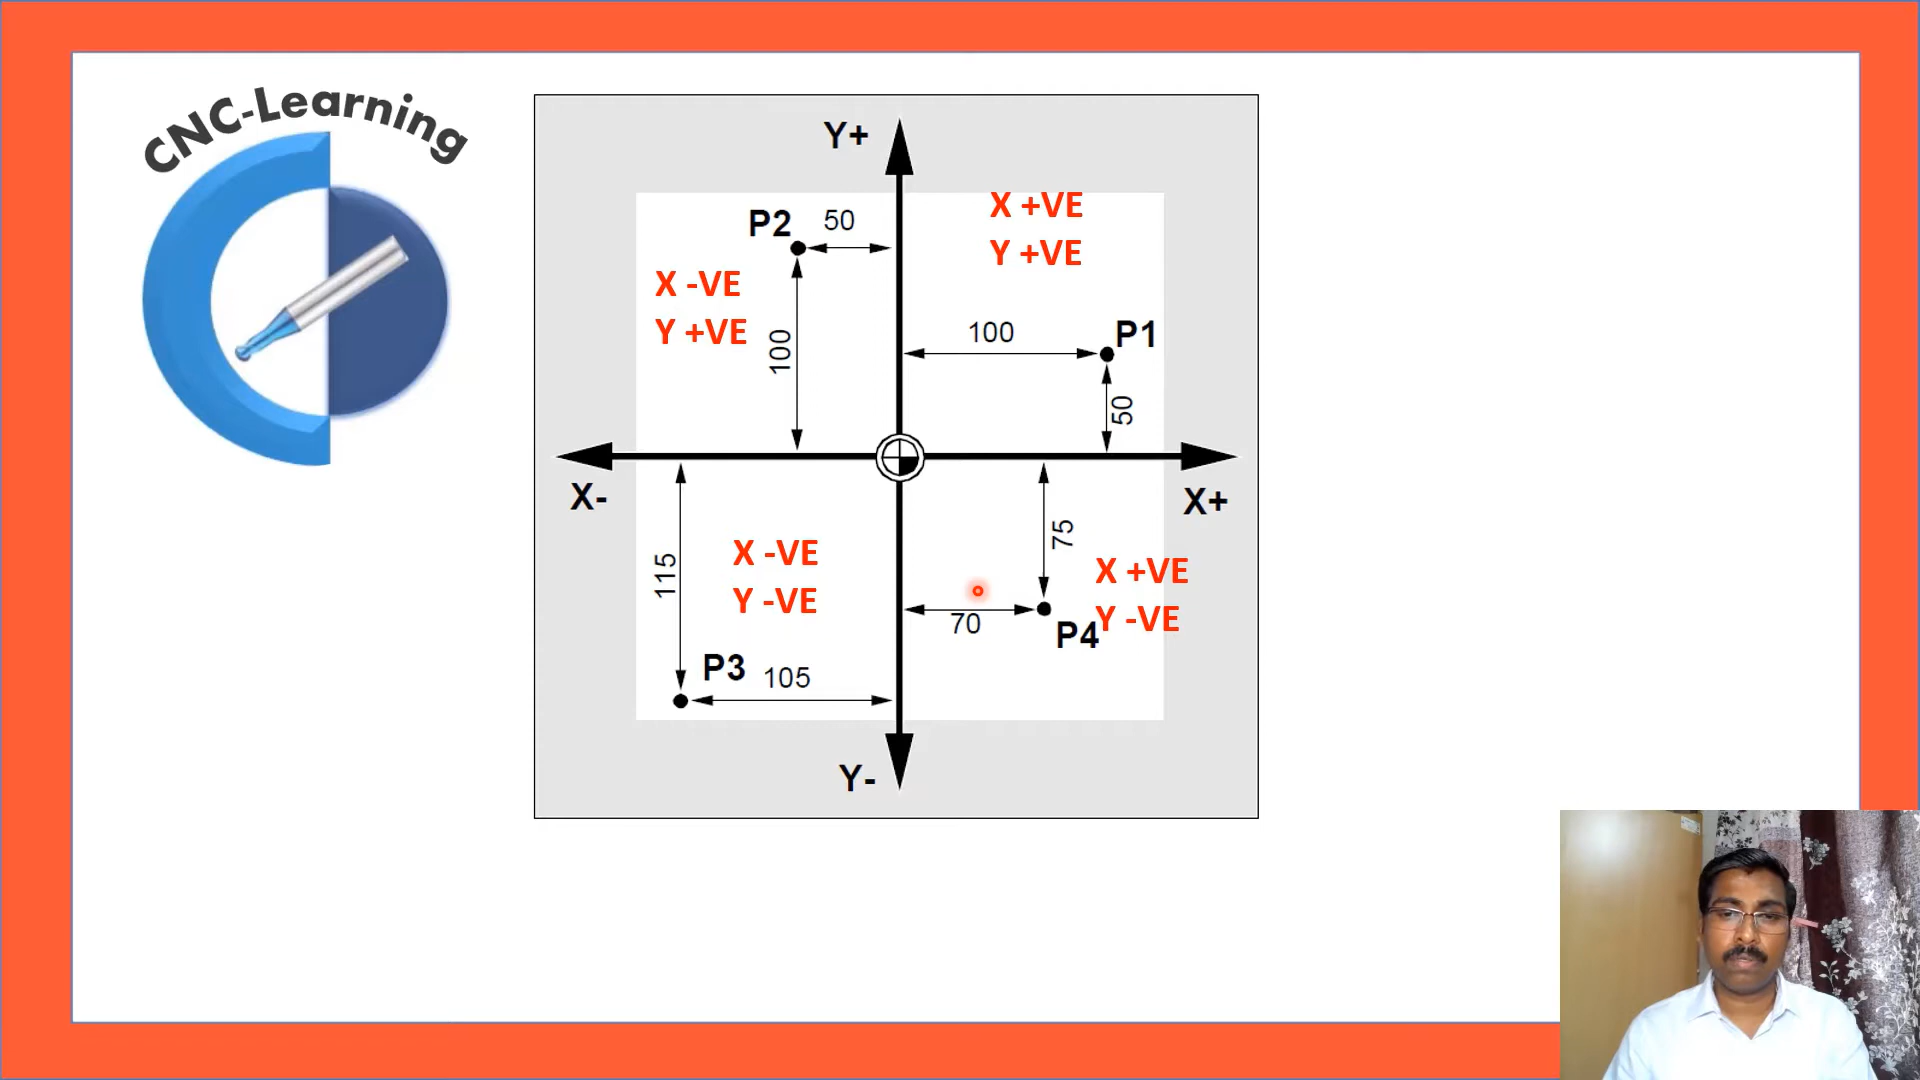 CNC-Learning
Y+
X +VE
Y +VE
P2
50
X -VE
Y +VE
100
100
P1
50
X-
X+
115
X -VE
Y -VE
75
X +VE
Y -VE
70
P4
P3
105
Y-